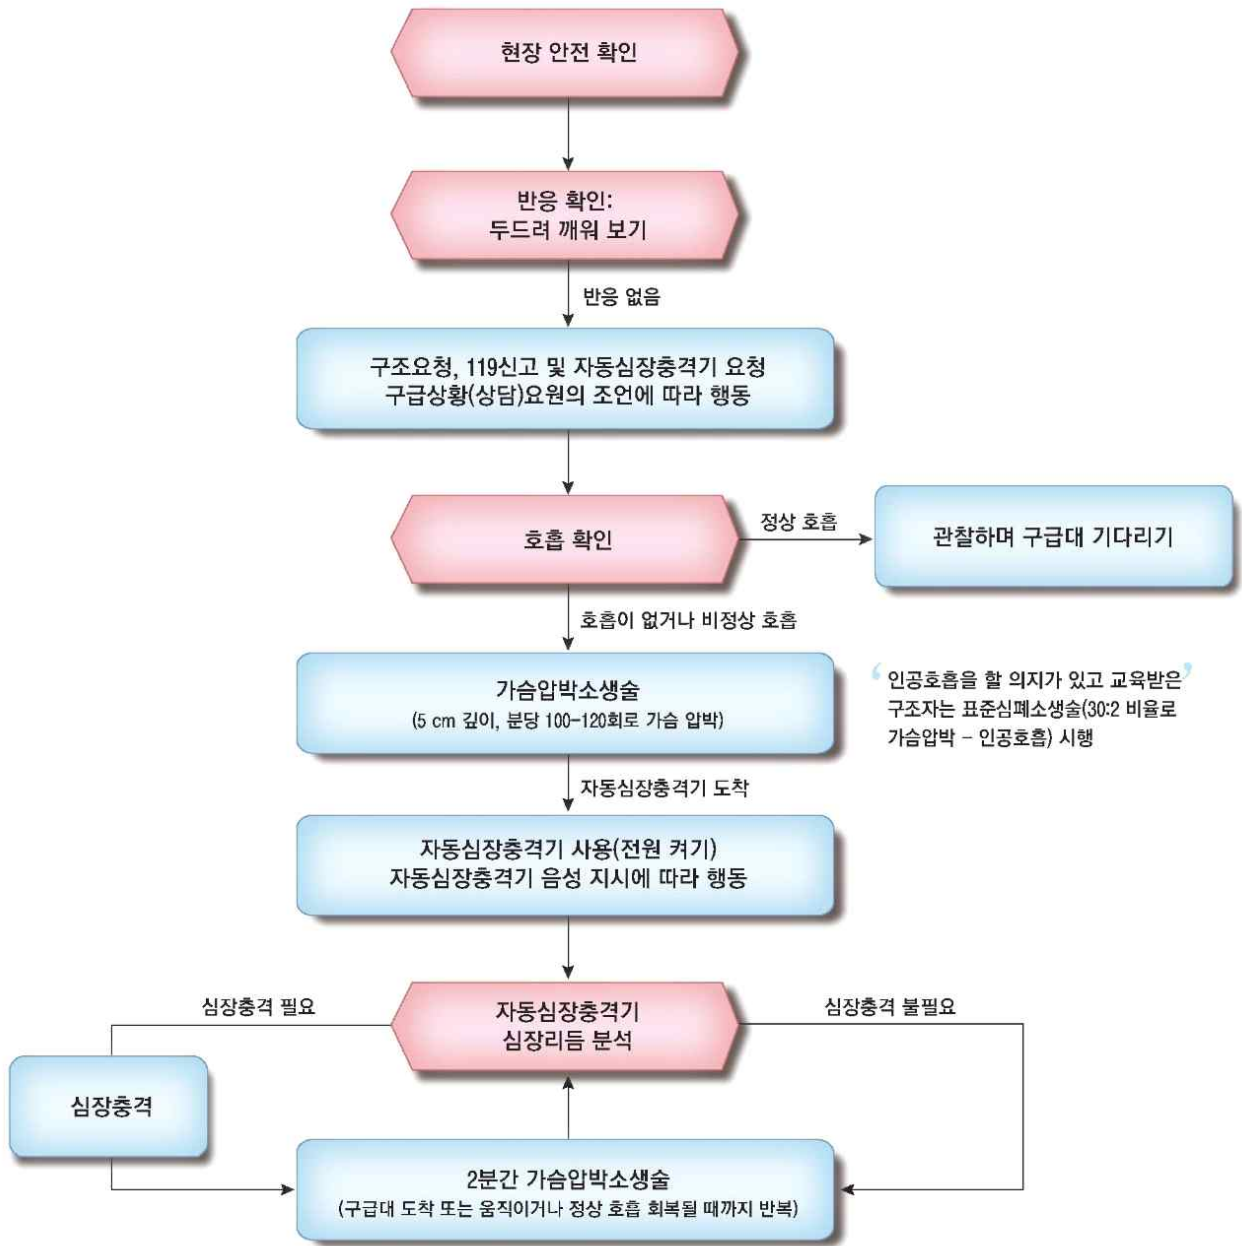 현장 안전 확인
반응 확인:
두드려 깨워 보기
반응 없음
구조요청, 119신고 및 자동심장충격기 요청
구급상황(상담)요원의 조언에 따라 행동
호흡 확인
정상 호흡
관찰하며 구급대 기다리기
호흡이 없거나 비정상 호흡
가슴압박소생술
(5 cm 깊이, 분당 100-120회로 가슴 압박)
‘인공호흡을 할 의지가 있고 교육받은’
구조자는 표준심폐소생술(30:2 비율로
가슴압박 – 인공호흡) 시행
자동심장충격기 도착
자동심장충격기 사용(전원 켜기)
자동심장충격기 음성 지시에 따라 행동
심장충격 필요
자동심장충격기
심장리듬 분석
심장충격 불필요
심장충격
2분간 가슴압박소생술
(구급대 도착 또는 움직이거나 정상 호흡 회복될 때까지 반복)